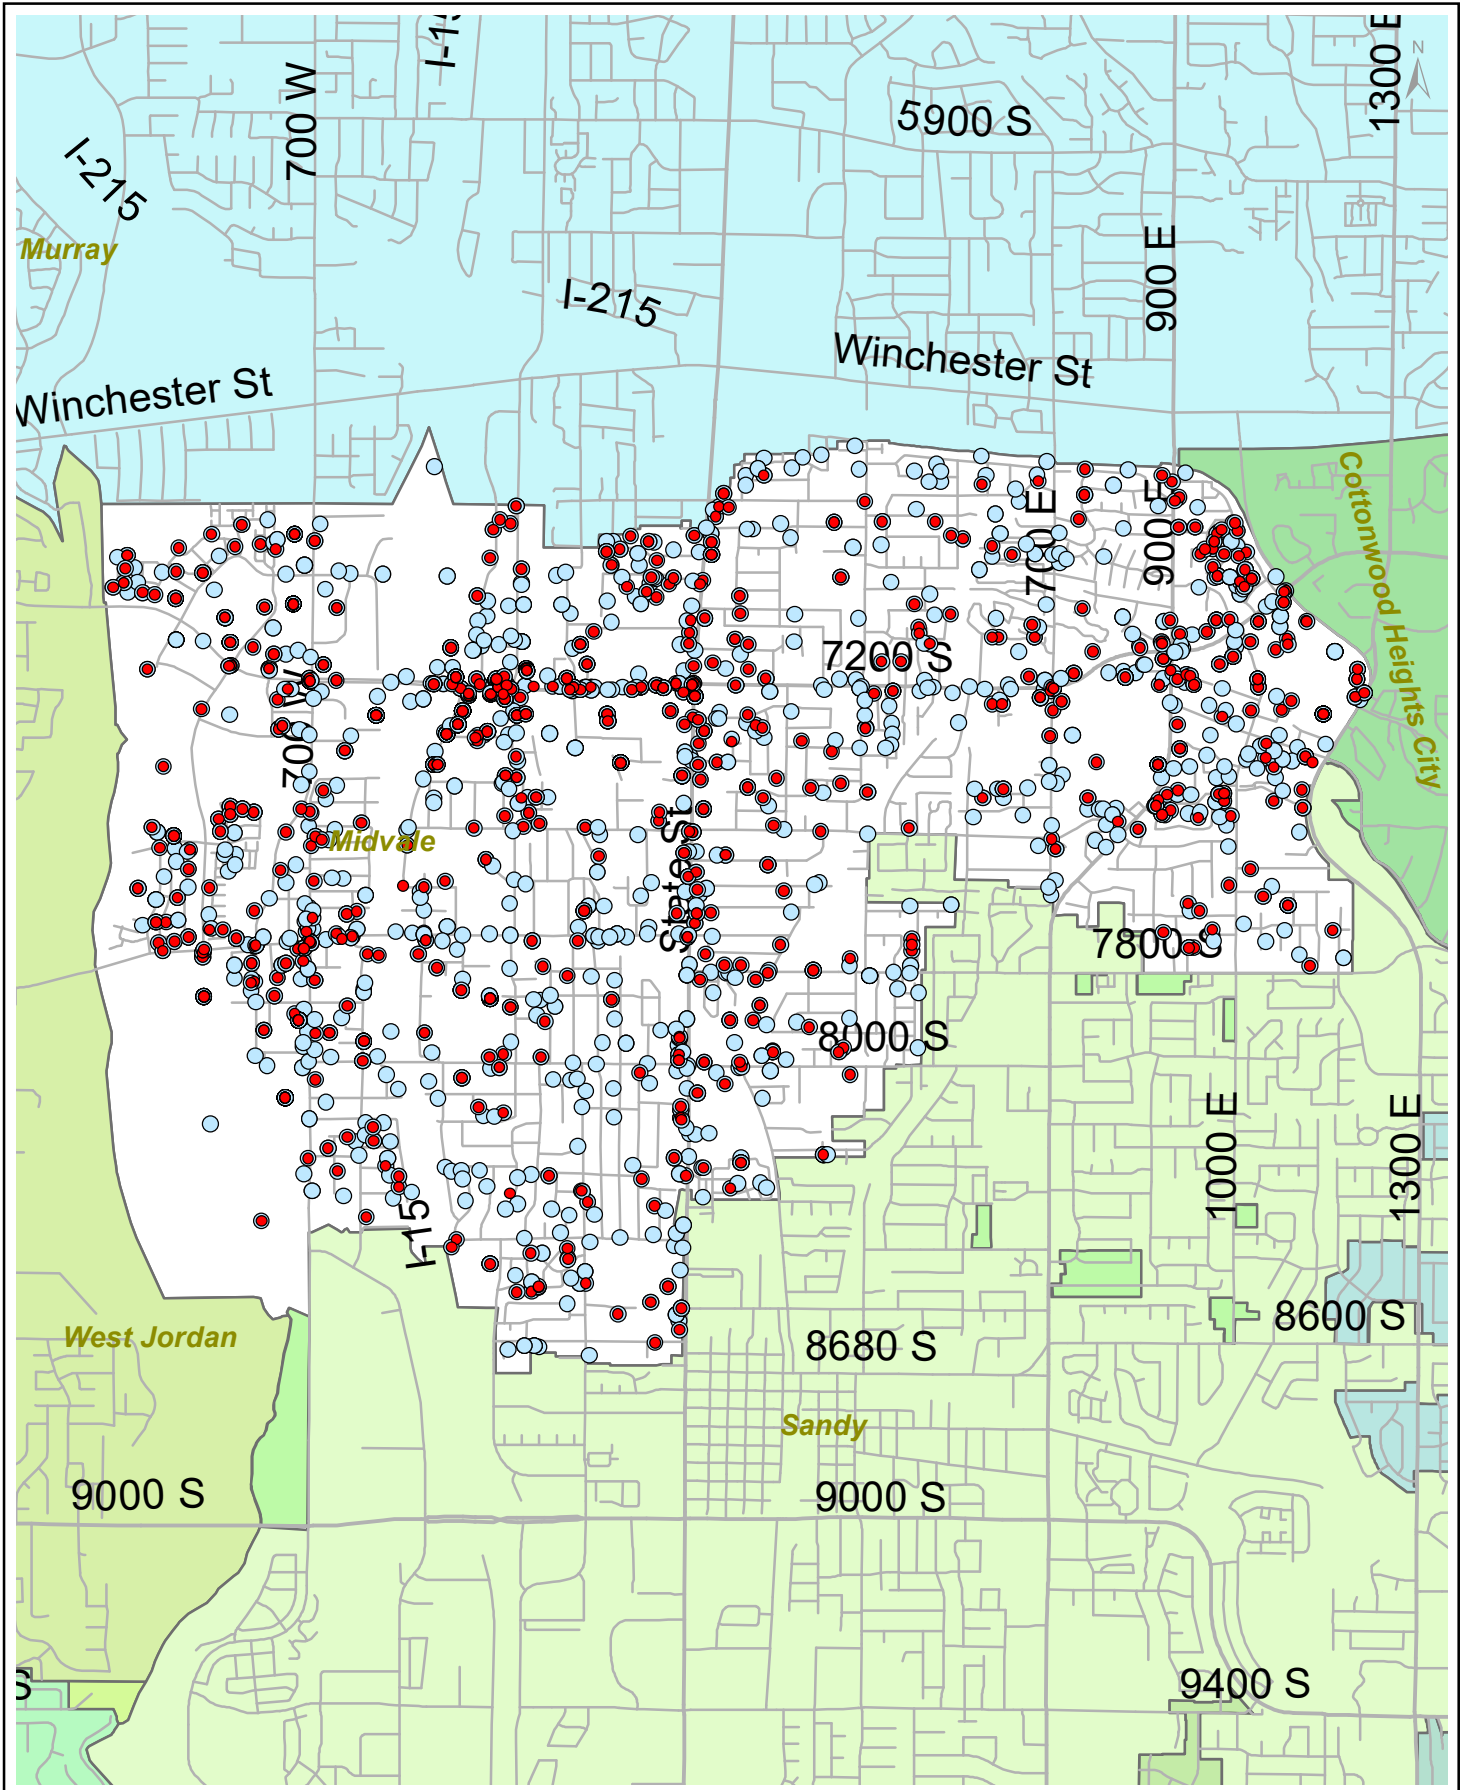 I-15
1300 E
N
5900 S
700 W
I-215
Murray
900 E
I-215
Winchester St
Winchester St
Cottonwood Heights City
700 E
900 E
7200 S
700 W
Midvale
State St
7800 S
8000 S
1000 E
1300 E
I-15
8600 S
West Jordan
8680 S
Sandy
9000 S
9000 S
9400 S
S